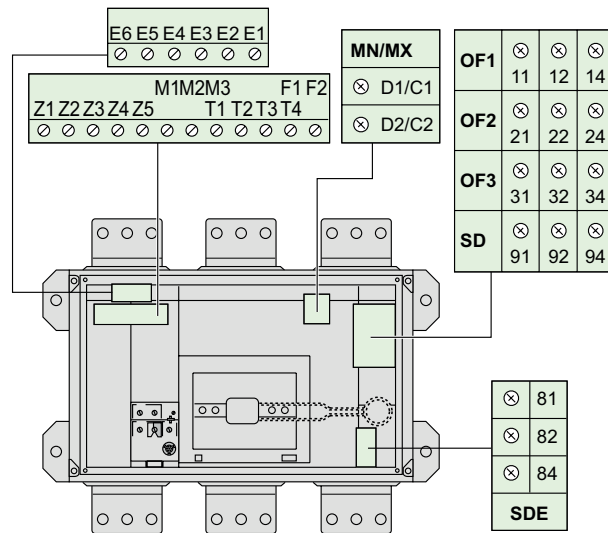 E6 E5 E4 E3 E2 E1
M1M2M3 F1 F2
Z1 Z2 Z3 Z4 Z5 T1 T2 T3 T4
MN/MX
D1/C1
D2/C2
OF1
11 12 14
OF2
21 22 24
OF3
31 32 34
SD
91 92 94
81
82
84
SDE